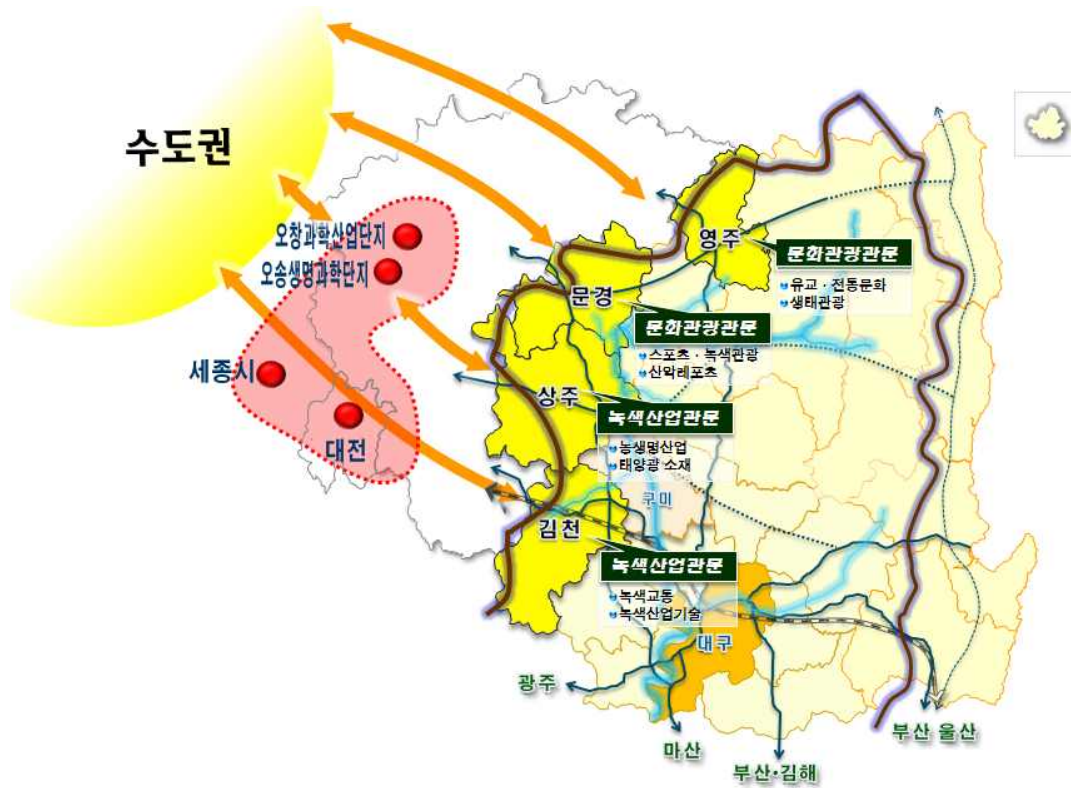 수도권
오창과학산업단지
오송생명과학단지
세종시
대전
영주
문화관광관문
유교·전통문화
생태관광
문경
문화관광관문
스포츠·녹색관광
산악레포츠
상주
녹색산업관문
농생명산업
태양광 소재
구미
김천
녹색산업관문
녹색교통
녹색산업기술
대구
광주
마산
부산·김해
부산 울산